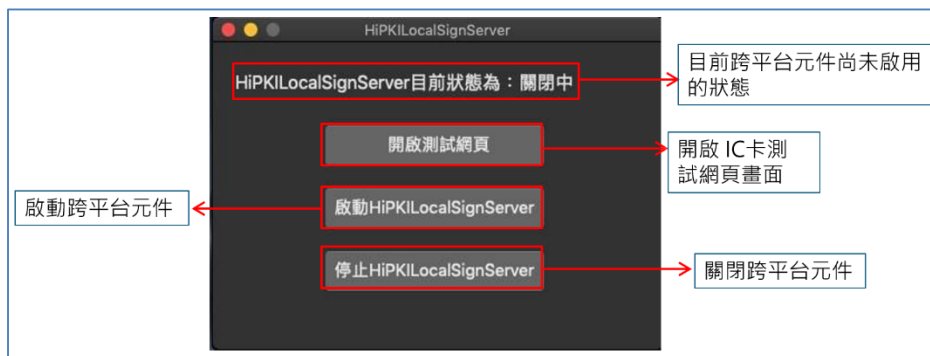 HiPKILocalSignServer
HiPKILocalSignServer目前狀態為：關閉中
目前跨平台元件尚未啟用
的狀態
開啟測試網頁
開啟 IC卡測
試網頁畫面
啟動跨平台元件
啟動HiPKILocalSignServer
停止HiPKILocalSignServer
關閉跨平台元件